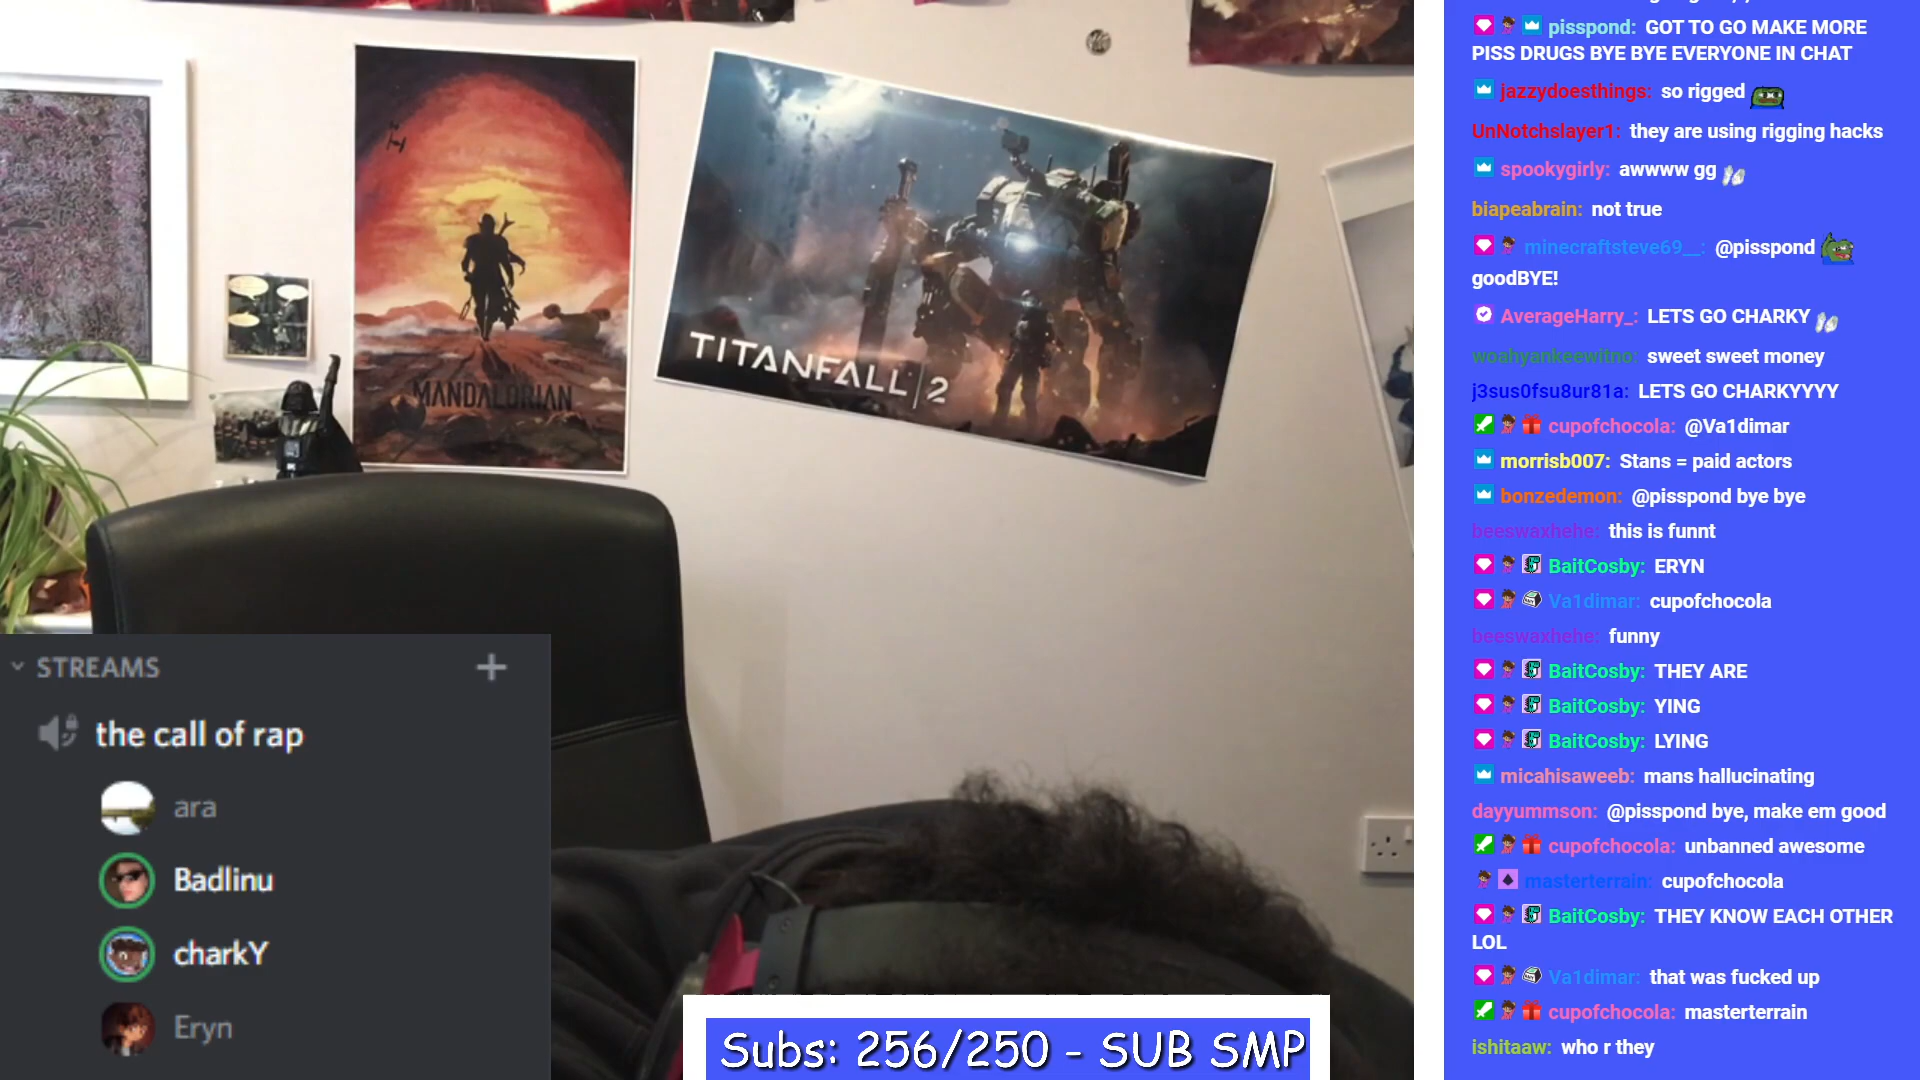 MANDALORIAN
TITANFALL 2
STREAMS
the call of rap
ara
Badlinu
charkY
Eryn
Subs: 256/250 - SUB SMP
pisspond: GOT TO GO MAKE MORE
PISS DRUGS BYE BYE EVERYONE IN CHAT
jazzydoesthings: so rigged
UnNotchslayer1: they are using rigging hacks
spookygirly: awwww gg
biapeabrain: not true
minecraftsteve69__: @pisspond
goodBYE!
AverageHarry_: LETS GO CHARKY
woahyankeewitno: sweet sweet money
j3sus0fsu8ur81a: LETS GO CHARKYYYY
cupofchocola: @Va1dimar
morrisb007: Stans = paid actors
bonzedemon: @pisspond bye bye
beeswaxhehe: this is funnt
BaitCosby: ERYN
Va1dimar: cupofchocola
beeswaxhehe: funny
BaitCosby: THEY ARE
BaitCosby: YING
BaitCosby: LYING
micahisaweeb: mans hallucinating
dayyummson: @pisspond bye, make em good
cupofchocola: unbanned awesome
masterterrain: cupofchocola
BaitCosby: THEY KNOW EACH OTHER
LOL
Va1dimar: that was fucked up
cupofchocola: masterterrain
ishitaaw: who r they